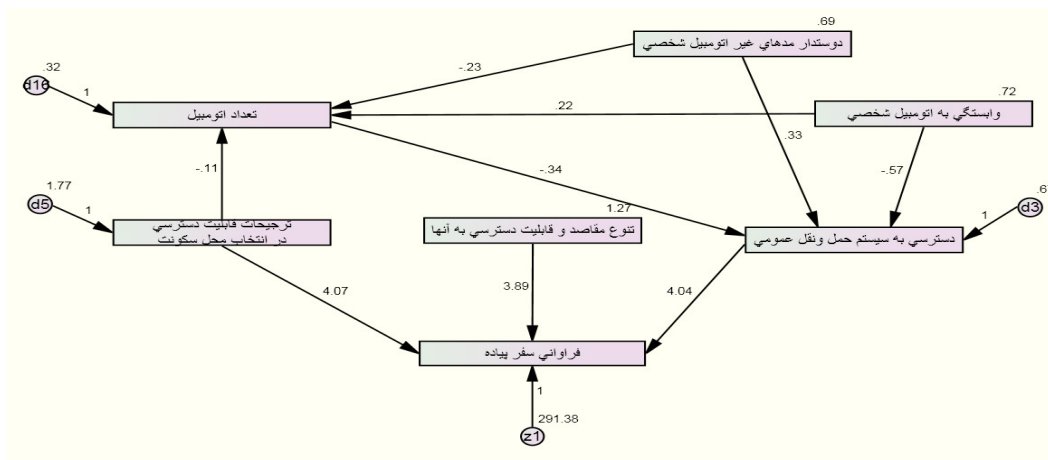 .69
دوستدار مدهاي غير اتومبيل شخصي
.32
d16
1
-.23
.72
وابستگي به اتومبيل شخصي
.22
تعداد اتومبيل
.33
-.11
-.34
-.57
1.77
d5
1
1.27
.6
d3
1
ترجيحات قابليت دسترسي
در انتخاب محل سكونت
تنوع مقاصد و قابليت دسترسي به آنها
دسترسي به سيستم حمل ونقل عمومي
4.07
3.89
4.04
فراواني سفر پياده
1
291.38
z1